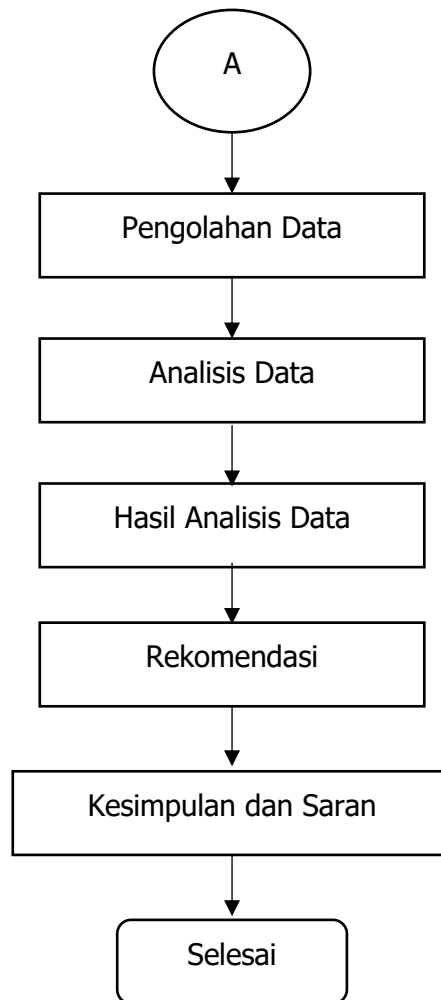 A
Pengolahan Data
Analisis Data
Hasil Analisis Data
Rekomendasi
Kesimpulan dan Saran
Selesai